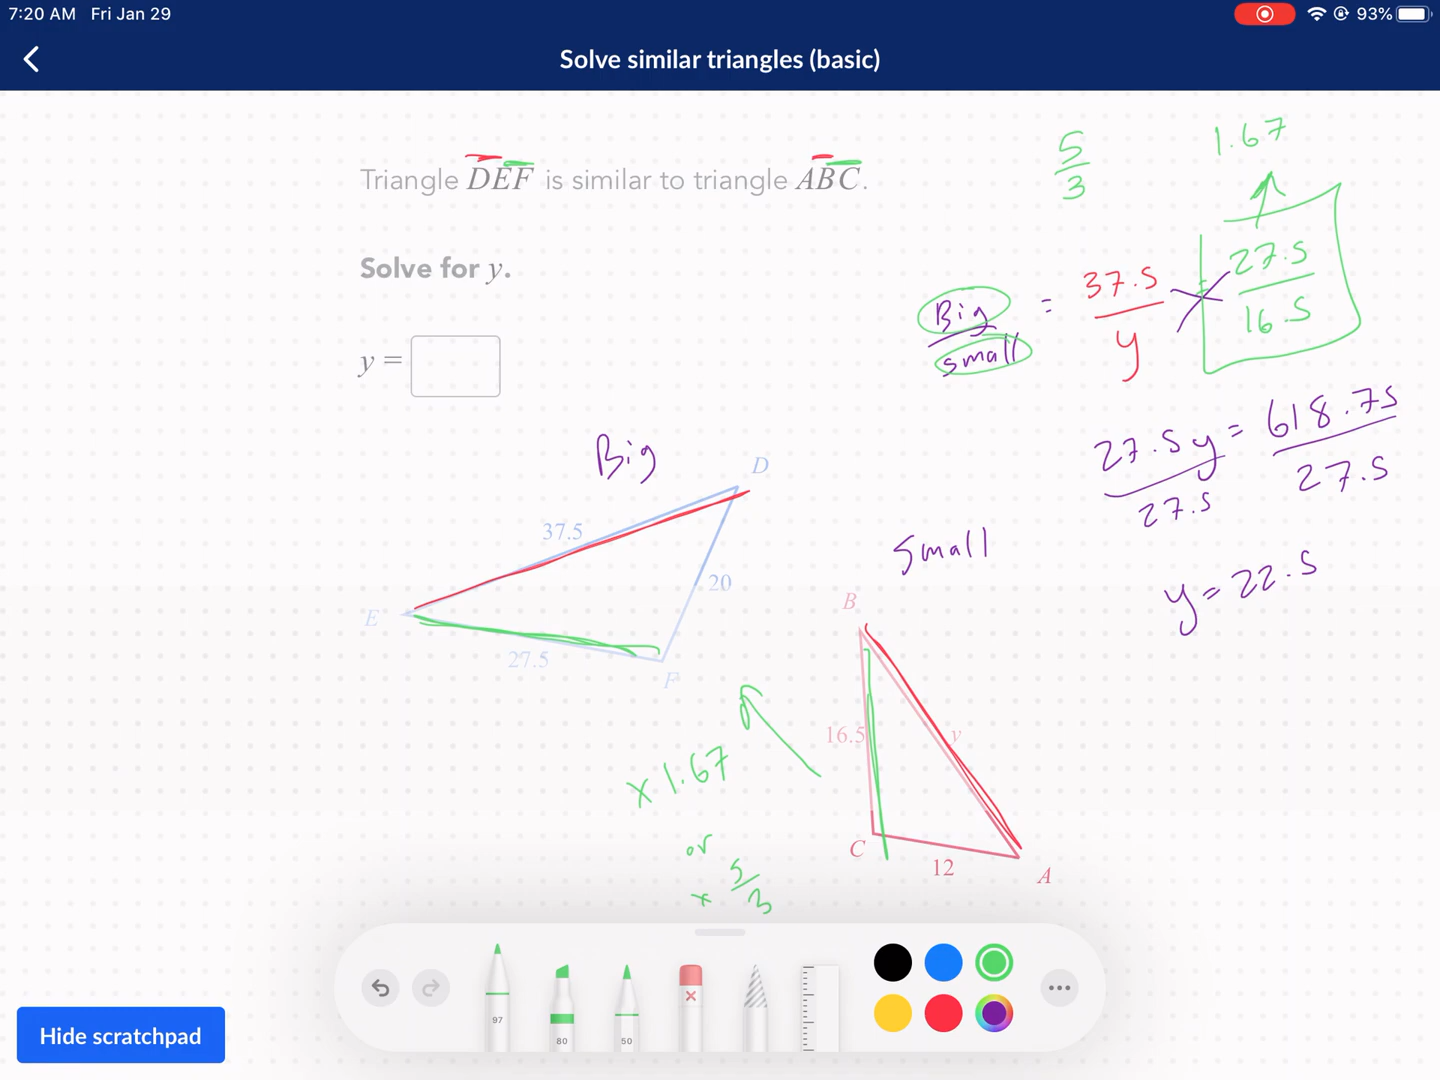 7:20 AM Fri Jan 29
93%
Solve similar triangles (basic)
Triangle DEF is similar to triangle ABC.
Solve for y.
y =
5/3
1.67
Big/small = 37.5/y 27.5/16.5
27.5y/27.5 = 618.75/27.5
y = 22.5
Big
D
37.5
20
E
27.5
F
Small
B
16.5
y
C
12
A
x 1.67
or
x 5/3
97
80
50
Hide scratchpad